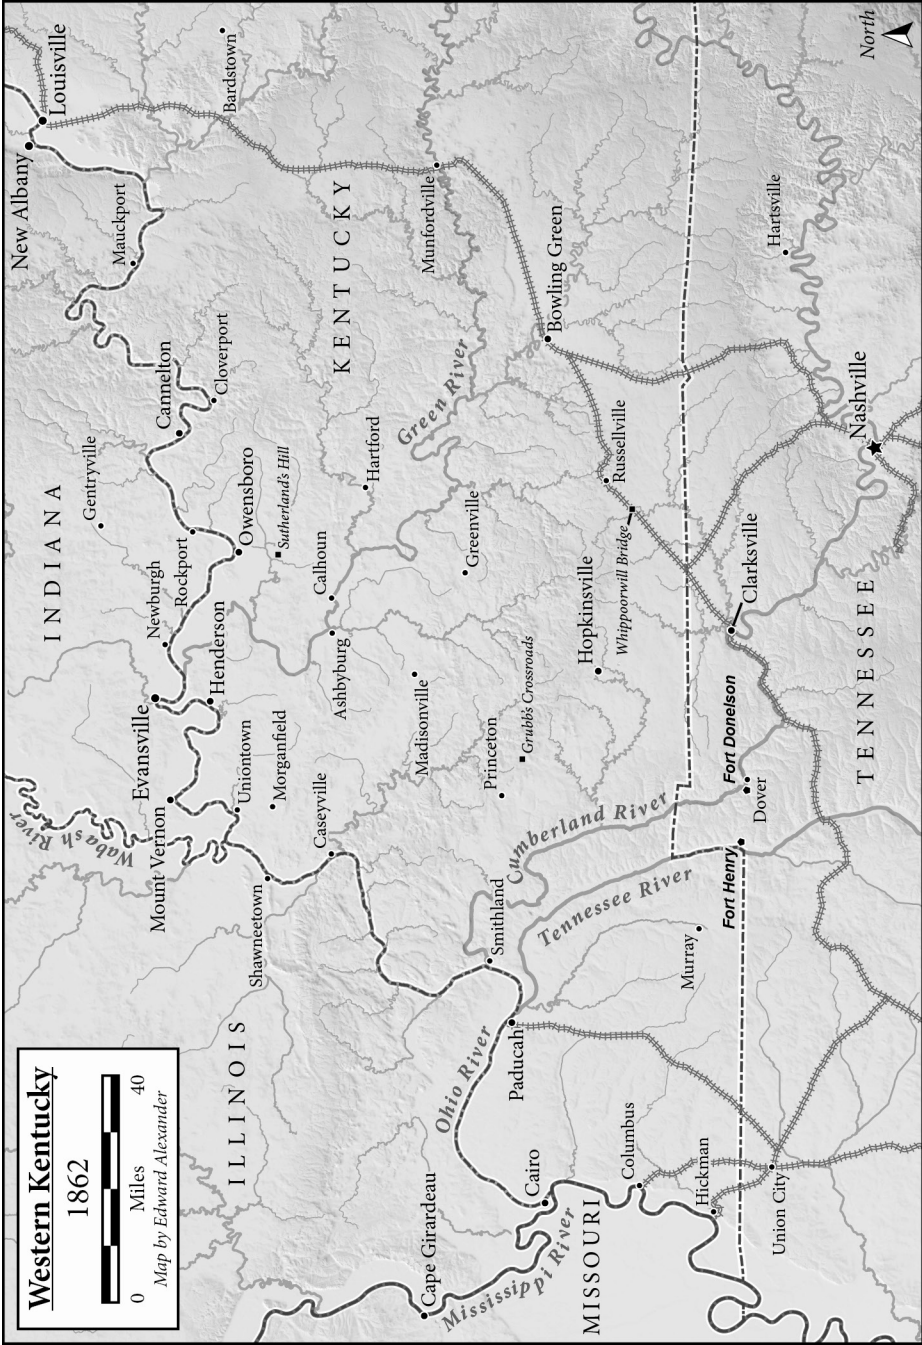 Western Kentucky
1862
0 Miles 40
Map by Edward Alexander
INDIANA
ILLINOIS
KENTUCKY
MISSOURI
TENNESSEE
North
New Albany
Louisville
Bardstown
Mauckport
Munfordville
Cannelton
Cloverport
Gentryville
Bowling Green
Hartsville
Green River
Hartford
Owensboro
Sutherland's Hill
Rockport
Newburgh
Calhoun
Greenville
Russellville
Nashville
Whippoorwill Bridge
Evansville
Henderson
Ashbyburg
Hopkinsville
Clarksville
Madisonville
Grubb's Crossroads
Princeton
Wabash River
Mount Vernon
Uniontown
Morganfield
Caseyville
Shawneetown
Cumberland River
Tennessee River
Fort Donelson
Dover
Fort Henry
Smithland
Murray
Paducah
Ohio River
Cape Girardeau
Cairo
Columbus
Hickman
Union City
Mississippi River